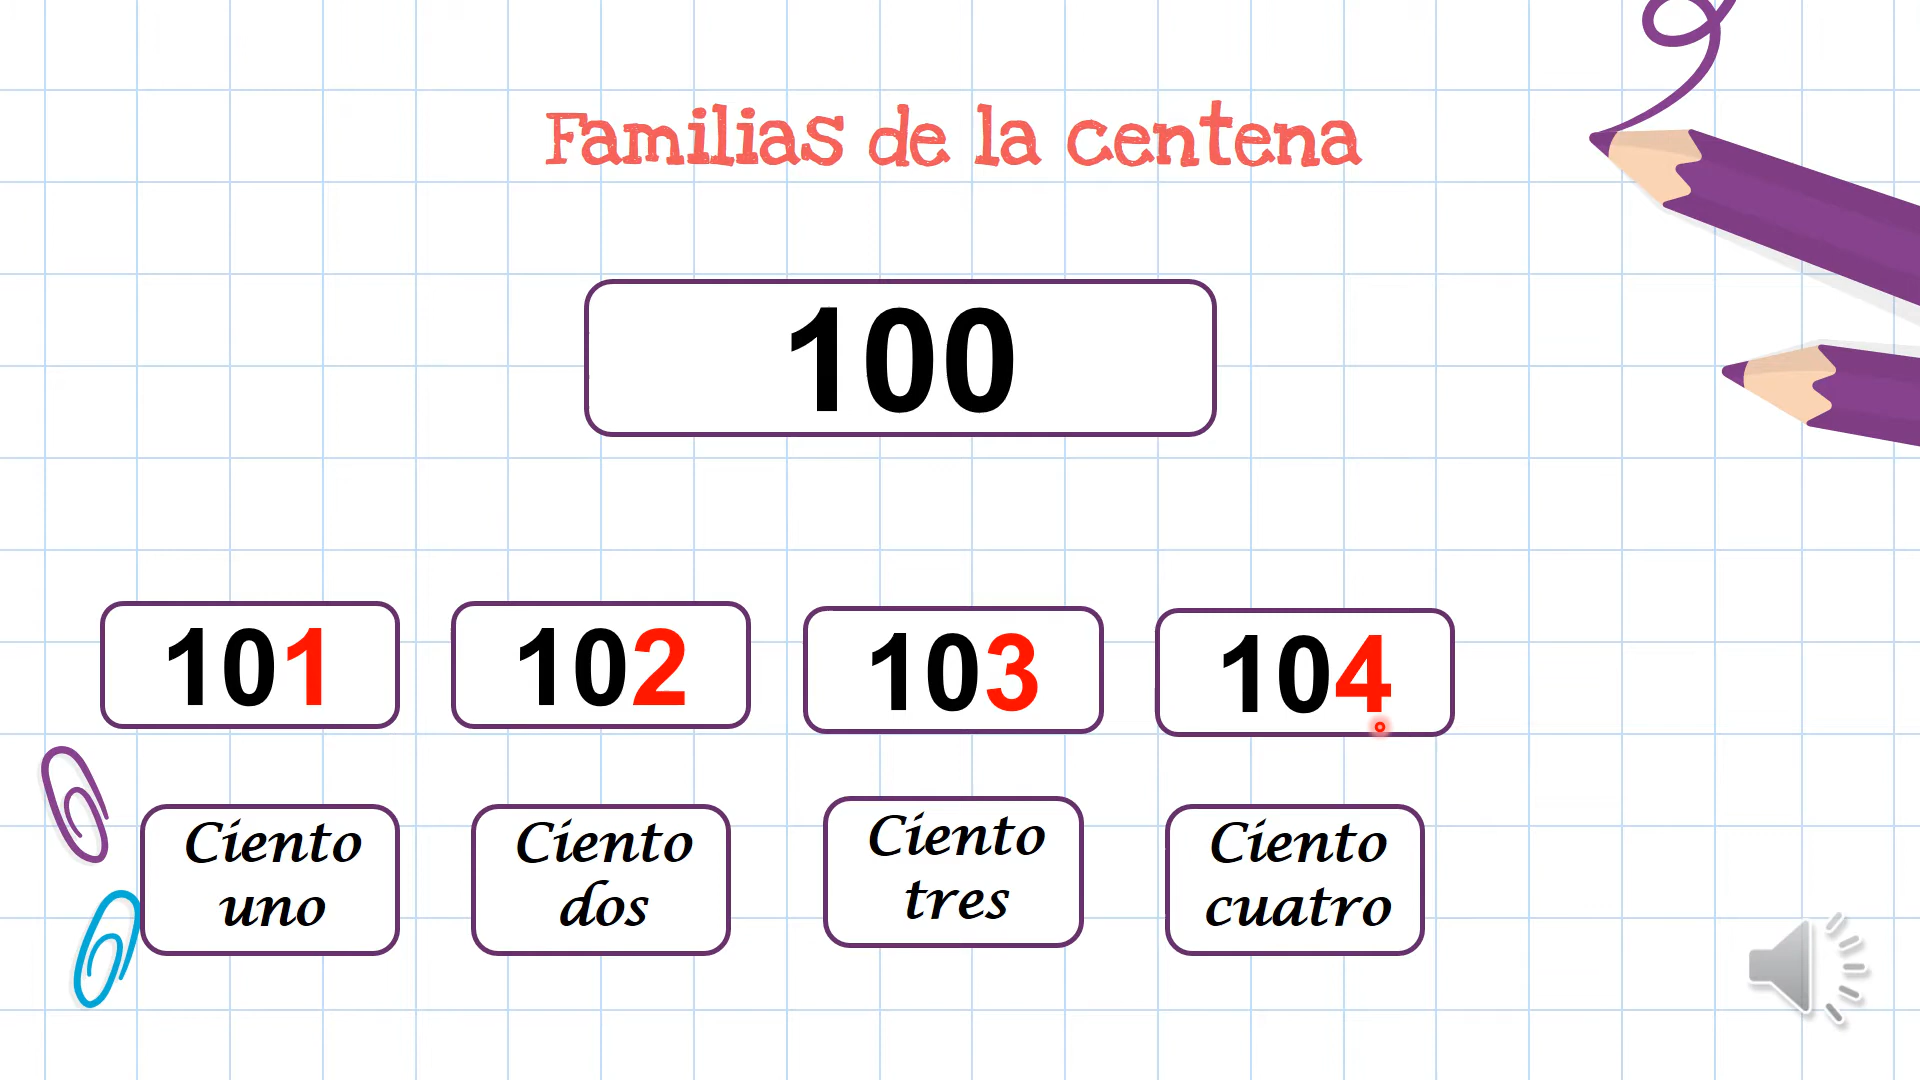 Familias de la centena
100
101 102 103 104
Ciento uno
Ciento dos
Ciento tres
Ciento cuatro